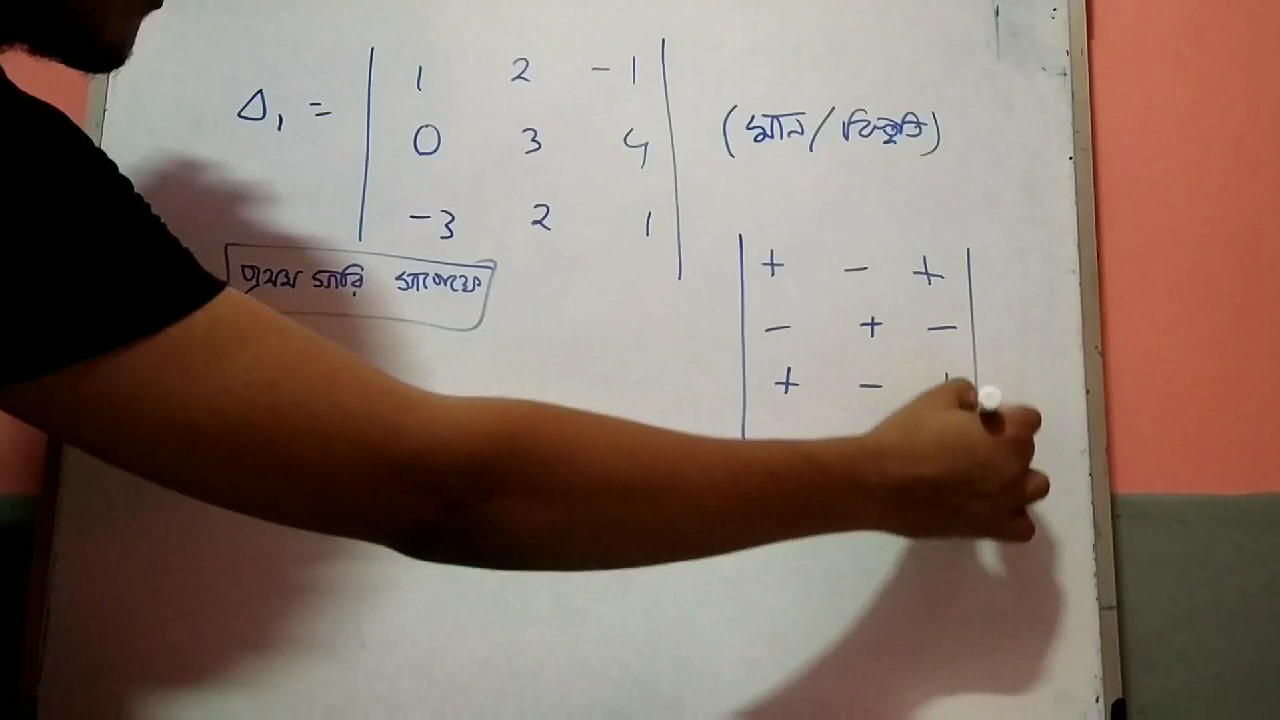 Δ₁ = | 1 2 -1 |
| 0 3 4 | (মান/বিস্তৃতি)
| -3 2 1 |
প্রথম সারি সাপেক্ষে
| + - + |
| - + - |
| + - + |